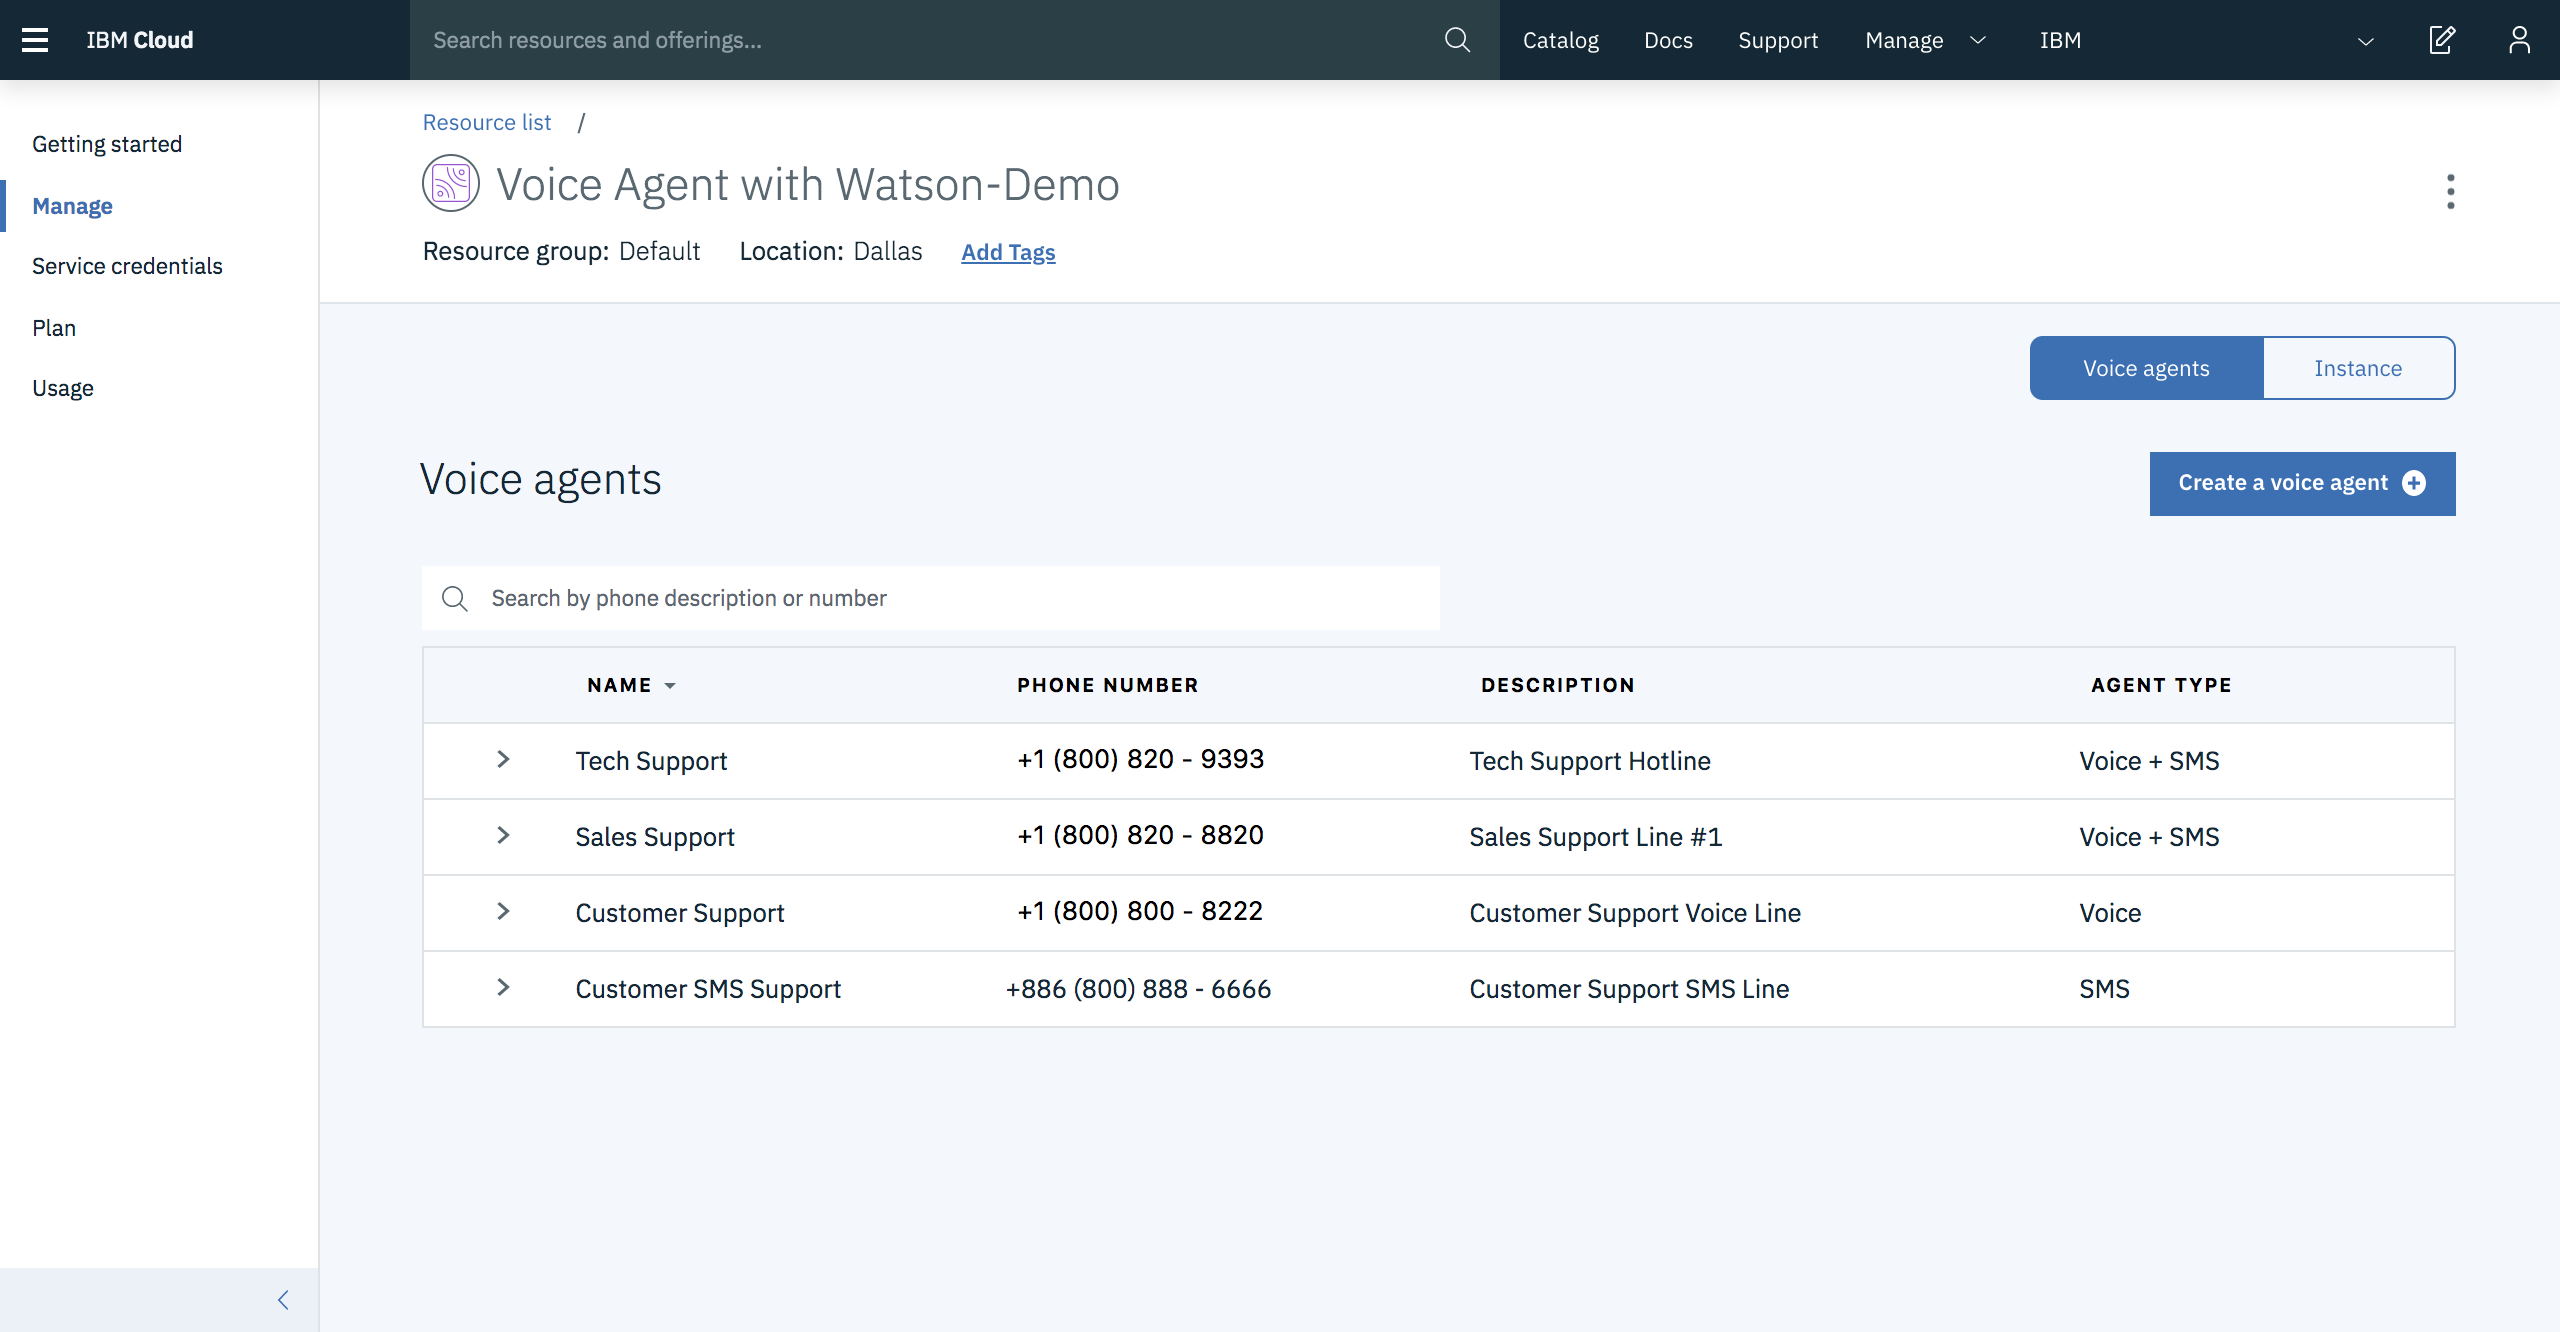 IBM Cloud
Search resources and offerings...
Catalog Docs Support Manage IBM
Getting started
Manage
Service credentials
Plan
Usage
Resource list /
Voice Agent with Watson-Demo
Resource group: Default Location: Dallas Add Tags
Voice agents Instance
Voice agents
Create a voice agent
Search by phone description or number
NAME PHONE NUMBER DESCRIPTION AGENT TYPE
Tech Support +1 (800) 820 - 9393 Tech Support Hotline Voice + SMS
Sales Support +1 (800) 820 - 8820 Sales Support Line #1 Voice + SMS
Customer Support +1 (800) 800 - 8222 Customer Support Voice Line Voice
Customer SMS Support +886 (800) 888 - 6666 Customer Support SMS Line SMS